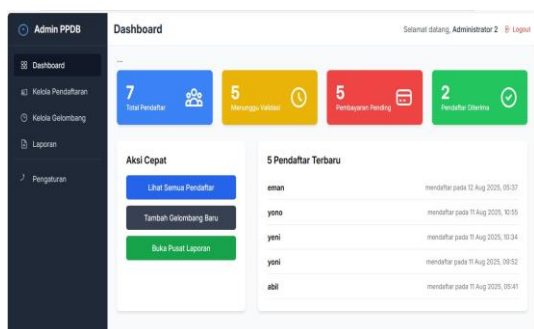 Admin PPDB
Dashboard
Selamat datang, Administrator 2 Logout
Dashboard
Kelola Pendaftaran
Kelola Gelombang
Laporan
Pengaturan
...
7
Total Pendaftar
5
Menunggu Validasi
5
Pembayaran Pending
2
Pendaftar Diterima
Aksi Cepat
Lihat Semua Pendaftar
Tambah Gelombang Baru
Buka Pusat Laporan
5 Pendaftar Terbaru
eman mendaftar pada 12 Aug 2025, 05:37
yono mendaftar pada 11 Aug 2025, 10:55
yeni mendaftar pada 11 Aug 2025, 10:34
yoni mendaftar pada 11 Aug 2025, 09:52
abil mendaftar pada 11 Aug 2025, 05:41